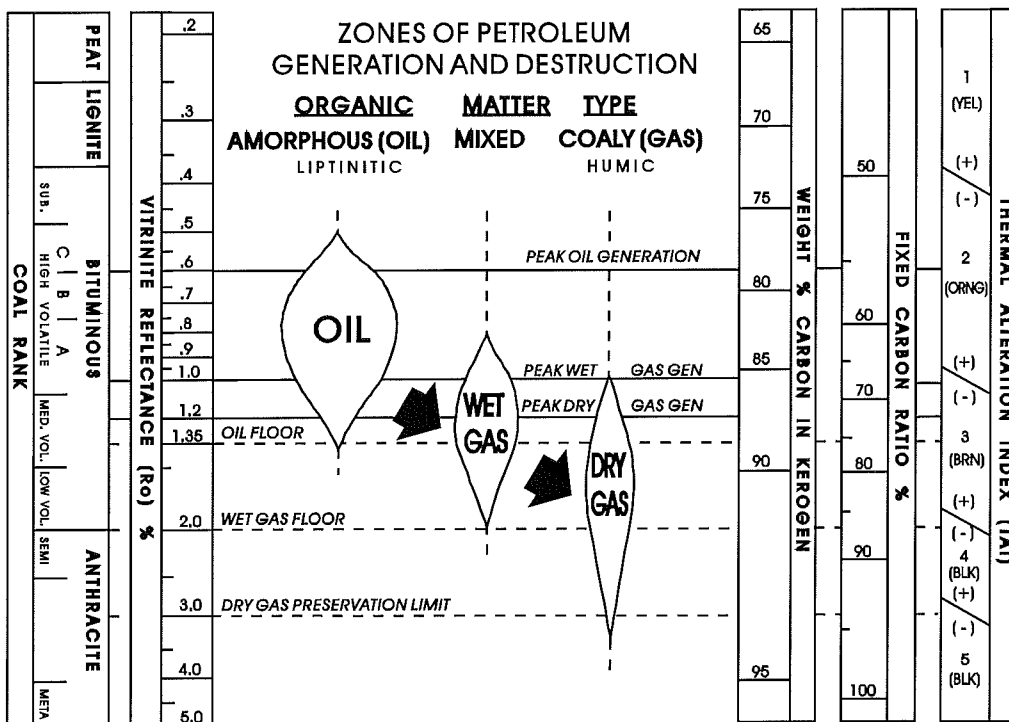 ZONES OF PETROLEUM
GENERATION AND DESTRUCTION
ORGANIC MATTER TYPE
AMORPHOUS (OIL) MIXED COALY (GAS)
LIPTINITIC HUMIC
COAL RANK
PEAT
LIGNITE
BITUMINOUS
ANTHRACITE
SUB.
HIGH VOLATILE
C | B | A
MED. VOL.
LOW VOL.
SEMI
META
VITRINITE REFLECTANCE (Ro) %
.2
.3
.4
.5
.6
.7
.8
.9
1.0
1.2
1.35
2.0
3.0
4.0
5.0
PEAK OIL GENERATION
OIL
PEAK WET GAS GEN
PEAK DRY GAS GEN
WET
GAS
OIL FLOOR
DRY
GAS
WET GAS FLOOR
DRY GAS PRESERVATION LIMIT
65
70
75
80
85
90
95
WEIGHT % CARBON IN KEROGEN
50
60
70
80
90
100
FIXED CARBON RATIO %
1
(YEL)
(+)
(-)
2
(ORNG)
(+)
(-)
3
(BRN)
(+)
(-)
4
(BLK)
(+)
(-)
5
(BLK)
THERMAL ALTERATION INDEX (TAI)